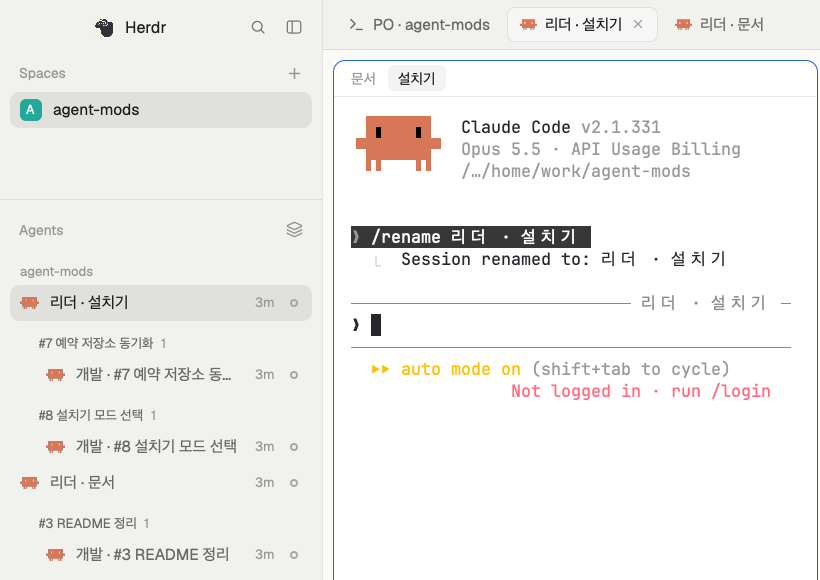 Herdr
Spaces
A agent-mods
Agents
agent-mods
리더 · 설치기 3m
#7 예약 저장소 동기화 1
개발 · #7 예약 저장소 동... 3m
#8 설치기 모드 선택 1
개발 · #8 설치기 모드 선택 3m
리더 · 문서 3m
#3 README 정리 1
개발 · #3 README 정리 3m
PO · agent-mods
리더 · 설치기
리더 · 문서
문서 설치기
Claude Code v2.1.331
Opus 5.5 · API Usage Billing
/…/home/work/agent-mods
❯ /rename 리더 · 설치기
└ Session renamed to: 리더 · 설치기
리더 · 설치기
❯
▸▸ auto mode on (shift+tab to cycle)
Not logged in · run /login